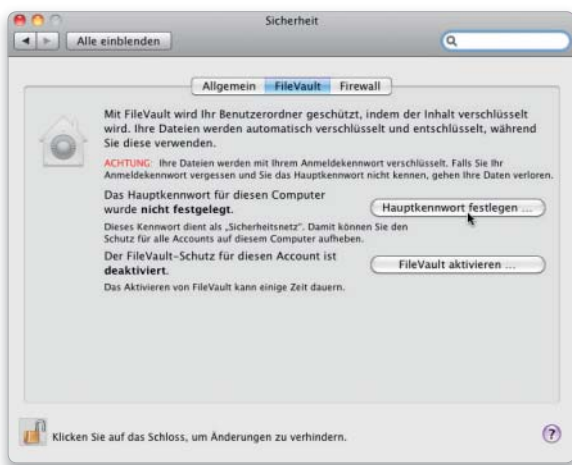 Sicherheit
Alle einblenden
Allgemein FileVault Firewall
Mit FileVault wird Ihr Benutzerordner geschützt, indem der Inhalt verschlüsselt
wird. Ihre Dateien werden automatisch verschlüsselt und entschlüsselt, während
Sie diese verwenden.
ACHTUNG: Ihre Dateien werden mit Ihrem Anmeldekennwort verschlüsselt. Falls Sie Ihr
Anmeldekennwort vergessen und Sie das Hauptkennwort nicht kennen, gehen Ihre Daten verloren.
Das Hauptkennwort für diesen Computer
wurde nicht festgelegt.
Hauptkennwort festlegen ...
Dieses Kennwort dient als „Sicherheitsnetz“. Damit können Sie den
Schutz für alle Accounts auf diesem Computer aufheben.
Der FileVault-Schutz für diesen Account ist
deaktiviert.
FileVault aktivieren ...
Das Aktivieren von FileVault kann einige Zeit dauern.
Klicken Sie auf das Schloss, um Änderungen zu verhindern.
?